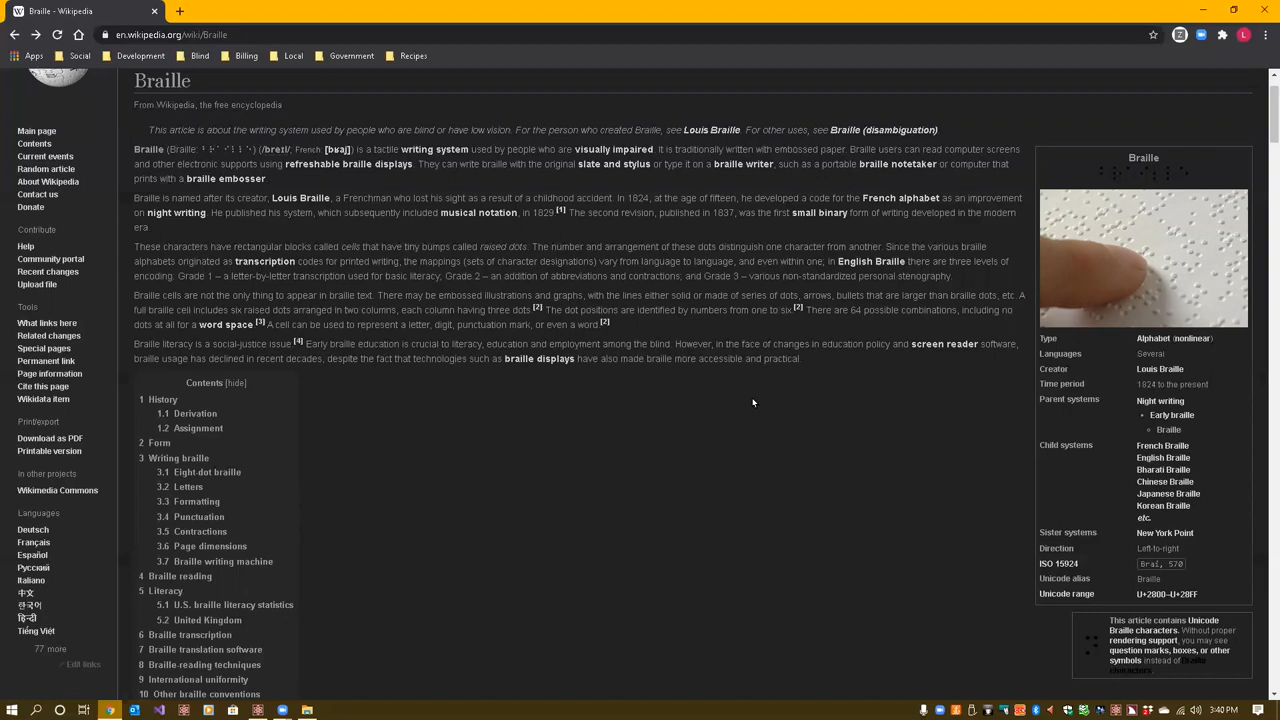 Braille - Wikipedia
en.wikipedia.org/wiki/Braille
Apps Social Development Blind Billing Local Government Recipes
Main page
Contents
Current events
Random article
About Wikipedia
Contact us
Donate
Contribute
Help
Community portal
Recent changes
Upload file
Tools
What links here
Related changes
Special pages
Permanent link
Page information
Cite this page
Wikidata item
Print/export
Download as PDF
Printable version
In other projects
Wikimedia Commons
Languages
Deutsch
Français
Español
Русский
Italiano
中文
한국어
हिन्दी
Tiếng Việt
77 more
Edit links
Braille
From Wikipedia, the free encyclopedia
This article is about the writing system used by people who are blind or have low vision. For the person who created Braille, see Louis Braille. For other uses, see Braille (disambiguation).
Braille (Braille: (/breɪl/; French: [bʁaj]) is a tactile writing system used by people who are visually impaired. It is traditionally written with embossed paper. Braille users can read computer screens
and other electronic supports using refreshable braille displays. They can write braille with the original slate and stylus or type it on a braille writer, such as a portable braille notetaker or computer that
prints with a braille embosser.
Braille is named after its creator, Louis Braille, a Frenchman who lost his sight as a result of a childhood accident. In 1824, at the age of fifteen, he developed a code for the French alphabet as an improvement
on night writing. He published his system, which subsequently included musical notation, in 1829.[1] The second revision, published in 1837, was the first small binary form of writing developed in the modern
era.
These characters have rectangular blocks called cells that have tiny bumps called raised dots. The number and arrangement of these dots distinguish one character from another. Since the various braille
alphabets originated as transcription codes for printed writing, the mappings (sets of character designations) vary from language to language, and even within one; in English Braille there are three levels of
encoding: Grade 1 – a letter-by-letter transcription used for basic literacy; Grade 2 – an addition of abbreviations and contractions; and Grade 3 – various non-standardized personal stenography.
Braille cells are not the only thing to appear in braille text. There may be embossed illustrations and graphs, with the lines either solid or made of series of dots, arrows, bullets that are larger than braille dots, etc. A
full braille cell includes six raised dots arranged in two columns, each column having three dots.[2] The dot positions are identified by numbers from one to six.[2] There are 64 possible combinations, including no
dots at all for a word space.[3] A cell can be used to represent a letter, digit, punctuation mark, or even a word.[2]
Braille literacy is a social-justice issue.[4] Early braille education is crucial to literacy, education and employment among the blind. However, in the face of changes in education policy and screen reader software,
braille usage has declined in recent decades, despite the fact that technologies such as braille displays have also made braille more accessible and practical.
Contents [hide]
1 History
1.1 Derivation
1.2 Assignment
2 Form
3 Writing braille
3.1 Eight-dot braille
3.2 Letters
3.3 Formatting
3.4 Punctuation
3.5 Contractions
3.6 Page dimensions
3.7 Braille writing machine
4 Braille reading
5 Literacy
5.1 U.S. braille literacy statistics
5.2 United Kingdom
6 Braille transcription
7 Braille translation software
8 Braille-reading techniques
9 International uniformity
10 Other braille conventions
Braille
Type Alphabet (nonlinear)
Languages Several
Creator Louis Braille
Time period 1824 to the present
Parent systems Night writing
Early braille
Braille
Child systems French Braille
English Braille
Bharati Braille
Chinese Braille
Japanese Braille
Korean Braille
etc.
Sister systems New York Point
Direction Left-to-right
ISO 15924 Brai, 570
Unicode alias Braille
Unicode range U+2800–U+28FF
This article contains Unicode
Braille characters. Without proper
rendering support, you may see
question marks, boxes, or other
symbols instead of Braille
characters.
3:40 PM